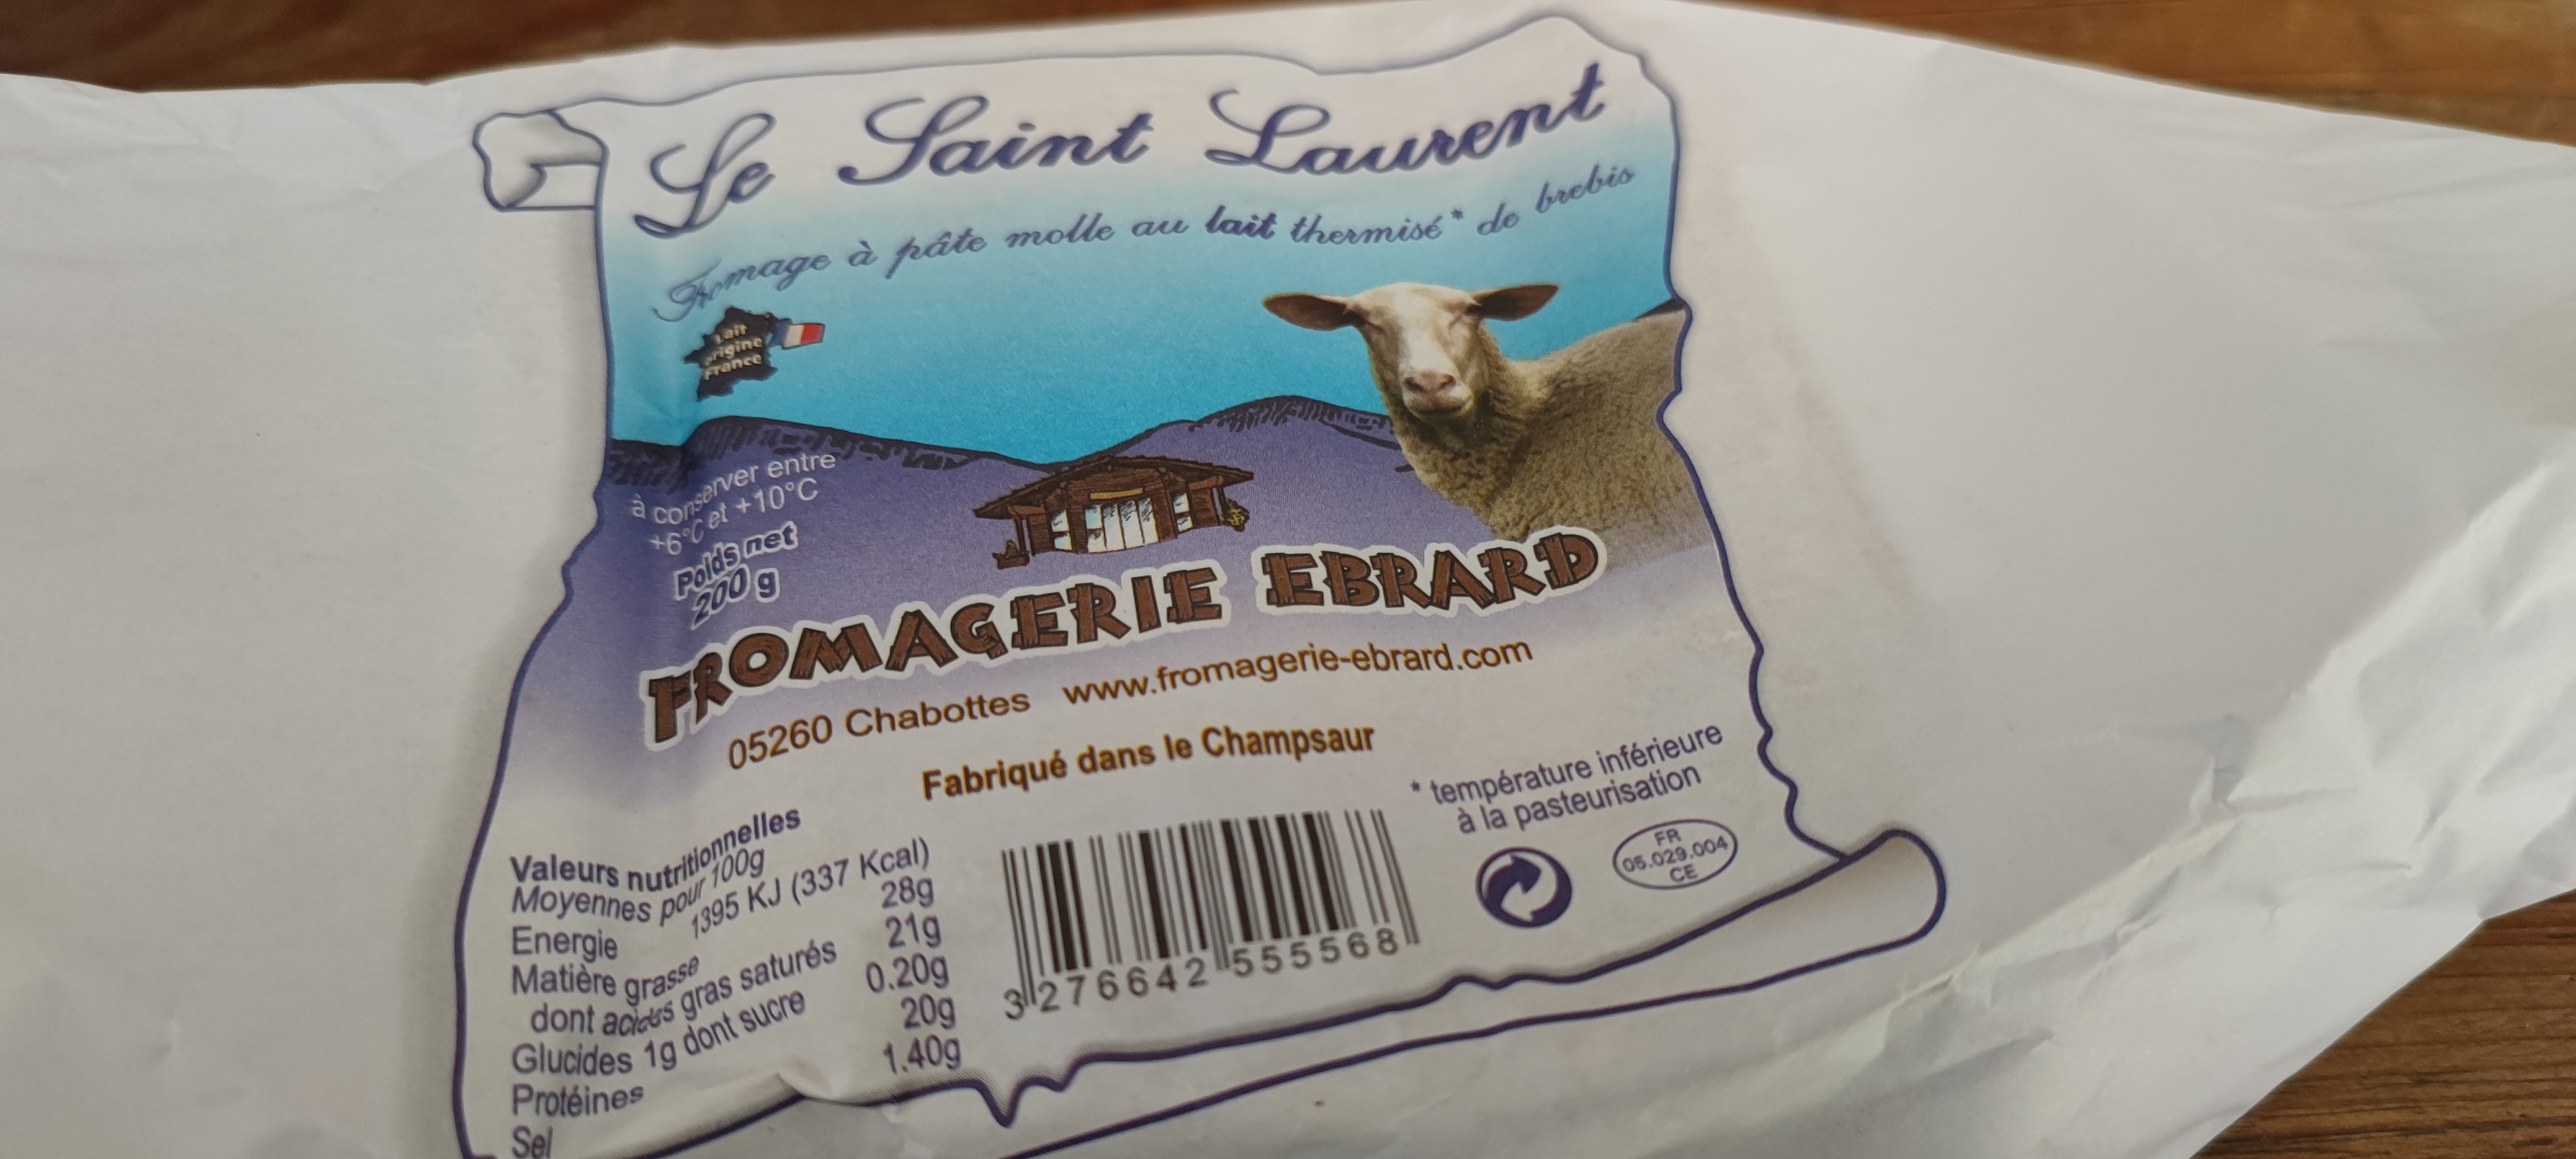 Le Saint Laurent
Fromage à pâte molle au lait thermisé* de brebis
Lait
origine
France
à conserver entre
+6°C et +10°C
Poids net
200 g
FROMAGERIE EBRARD
05260 Chabottes www.fromagerie-ebrard.com
Fabriqué dans le Champsaur
* température inférieure
à la pasteurisation
FR
05.029.004
CE
Valeurs nutritionnelles
Moyennes pour 100g
Energie 1395 KJ (337 Kcal)
Matière grasse 28g
dont acides gras saturés 21g
Glucides 1g dont sucre 0.20g
Protéines 20g
Sel 1.40g
3 276642 555568